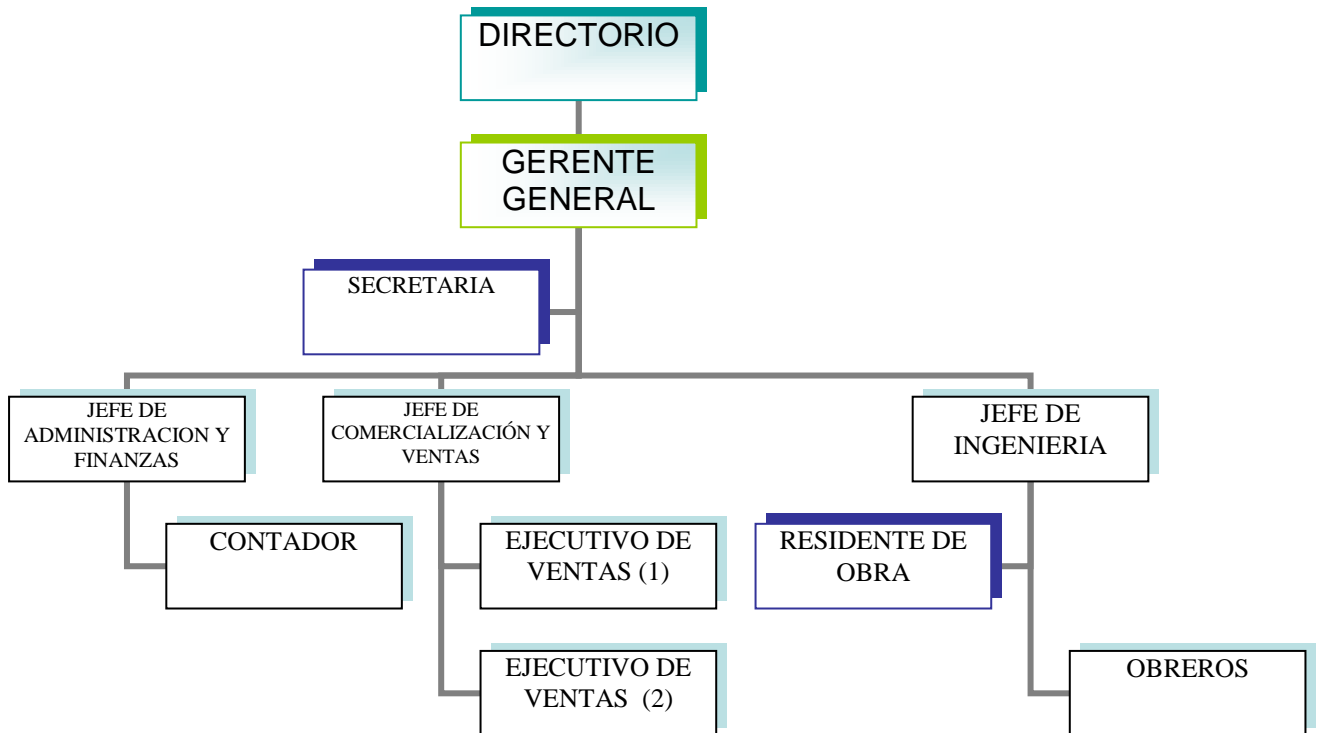 DIRECTORIO
GERENTE
GENERAL
SECRETARIA
JEFE DE
ADMINISTRACION Y
FINANZAS
JEFE DE
COMERCIALIZACIÓN Y
VENTAS
JEFE DE
INGENIERIA
CONTADOR
EJECUTIVO DE
VENTAS (1)
RESIDENTE DE
OBRA
EJECUTIVO DE
VENTAS (2)
OBREROS